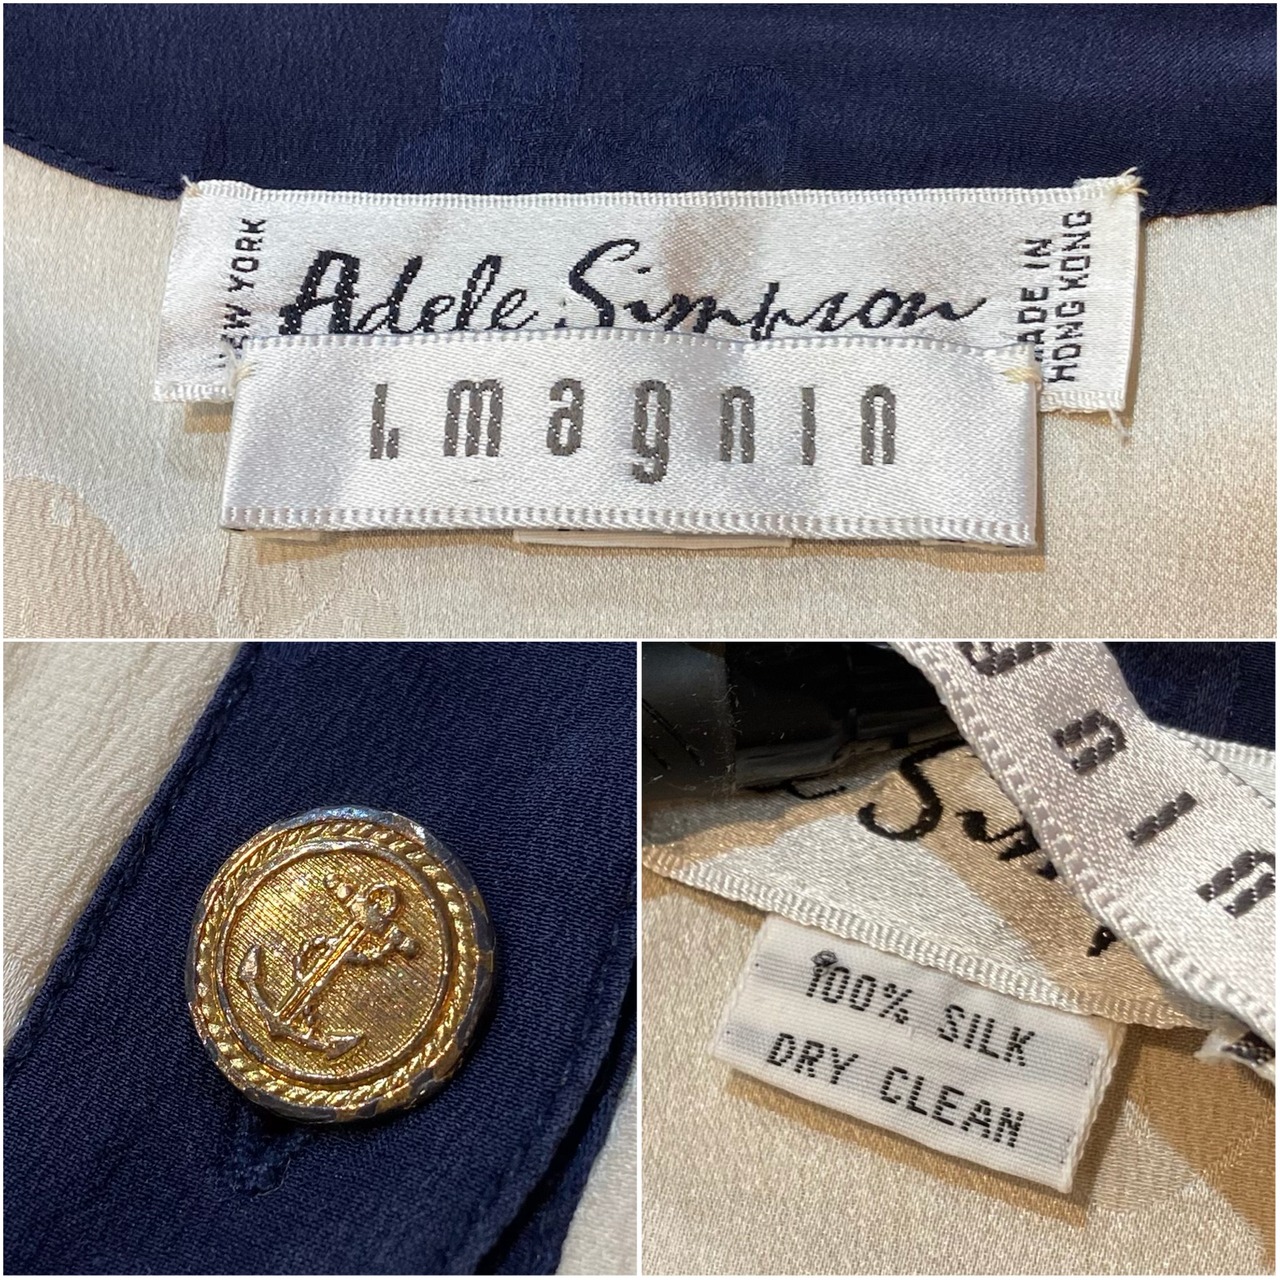 NEW YORK
Adele Simpson
MADE IN
HONG KONG
I. magnin
100% SILK
DRY CLEAN